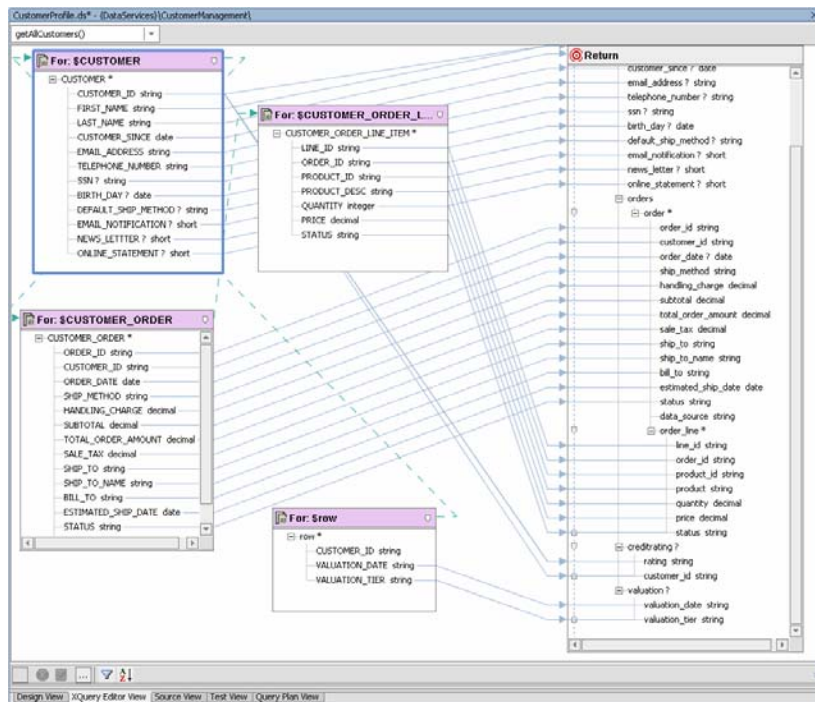 CustomerProfile.ds* - {DataServices}\CustomerManagement\
getAllCustomers()
For: $CUSTOMER
CUSTOMER *
CUSTOMER_ID string
FIRST_NAME string
LAST_NAME string
CUSTOMER_SINCE date
EMAIL_ADDRESS string
TELEPHONE_NUMBER string
SSN ? string
BIRTH_DAY ? date
DEFAULT_SHIP_METHOD ? string
EMAIL_NOTIFICATION ? short
NEWS_LETTTER ? short
ONLINE_STATEMENT ? short
For: $CUSTOMER_ORDER_L...
CUSTOMER_ORDER_LINE_ITEM *
LINE_ID string
ORDER_ID string
PRODUCT_ID string
PRODUCT_DESC string
QUANTITY integer
PRICE decimal
STATUS string
For: $CUSTOMER_ORDER
CUSTOMER_ORDER *
ORDER_ID string
CUSTOMER_ID string
ORDER_DATE date
SHIP_METHOD string
HANDLING_CHARGE decimal
SUBTOTAL decimal
TOTAL_ORDER_AMOUNT decimal
SALE_TAX decimal
SHIP_TO string
SHIP_TO_NAME string
BILL_TO string
ESTIMATED_SHIP_DATE date
STATUS string
For: $row
row *
CUSTOMER_ID string
VALUATION_DATE string
VALUATION_TIER string
Return
customer_since ? date
email_address ? string
telephone_number ? string
ssn ? string
birth_day ? date
default_ship_method ? string
email_notification ? short
news_letter ? short
online_statement ? short
orders
order *
order_id string
customer_id string
order_date ? date
ship_method string
handling_charge decimal
subtotal decimal
total_order_amount decimal
sale_tax decimal
ship_to string
ship_to_name string
bill_to string
estimated_ship_date date
status string
data_source string
order_line *
line_id string
order_id string
product_id string
product string
quantity decimal
price decimal
status string
creditrating ?
rating string
customer_id string
valuation ?
valuation_date string
valuation_tier string
Design View XQuery Editor View Source View Test View Query Plan View